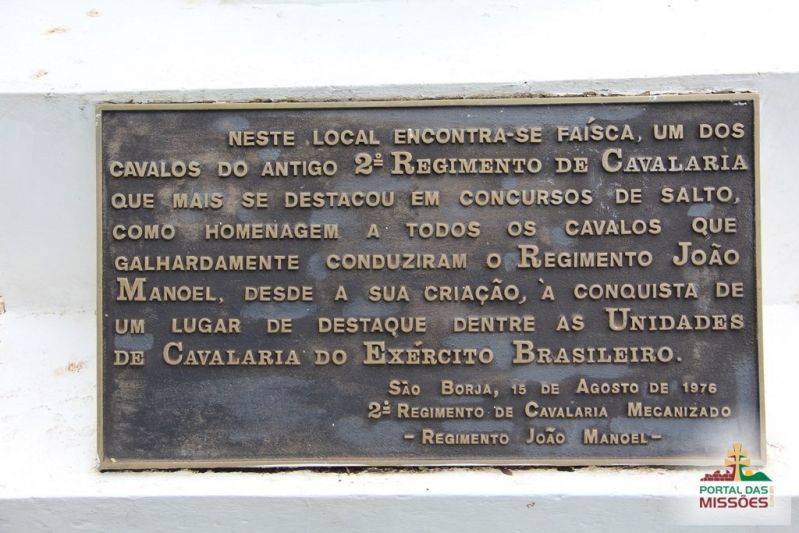 NESTE LOCAL ENCONTRA-SE FAÍSCA, UM DOS
CAVALOS DO ANTIGO 2º REGIMENTO DE CAVALARIA
QUE MAIS SE DESTACOU EM CONCURSOS DE SALTO,
COMO HOMENAGEM A TODOS OS CAVALOS QUE
GALHARDAMENTE CONDUZIRAM O REGIMENTO JOÃO
MANOEL, DESDE A SUA CRIAÇÃO, À CONQUISTA DE
UM LUGAR DE DESTAQUE DENTRE AS UNIDADES
DE CAVALARIA DO EXÉRCITO BRASILEIRO.
SÃO BORJA, 15 DE AGOSTO DE 1976
2º REGIMENTO DE CAVALARIA MECANIZADO
- REGIMENTO JOÃO MANOEL -
PORTAL DAS
MISSÕES